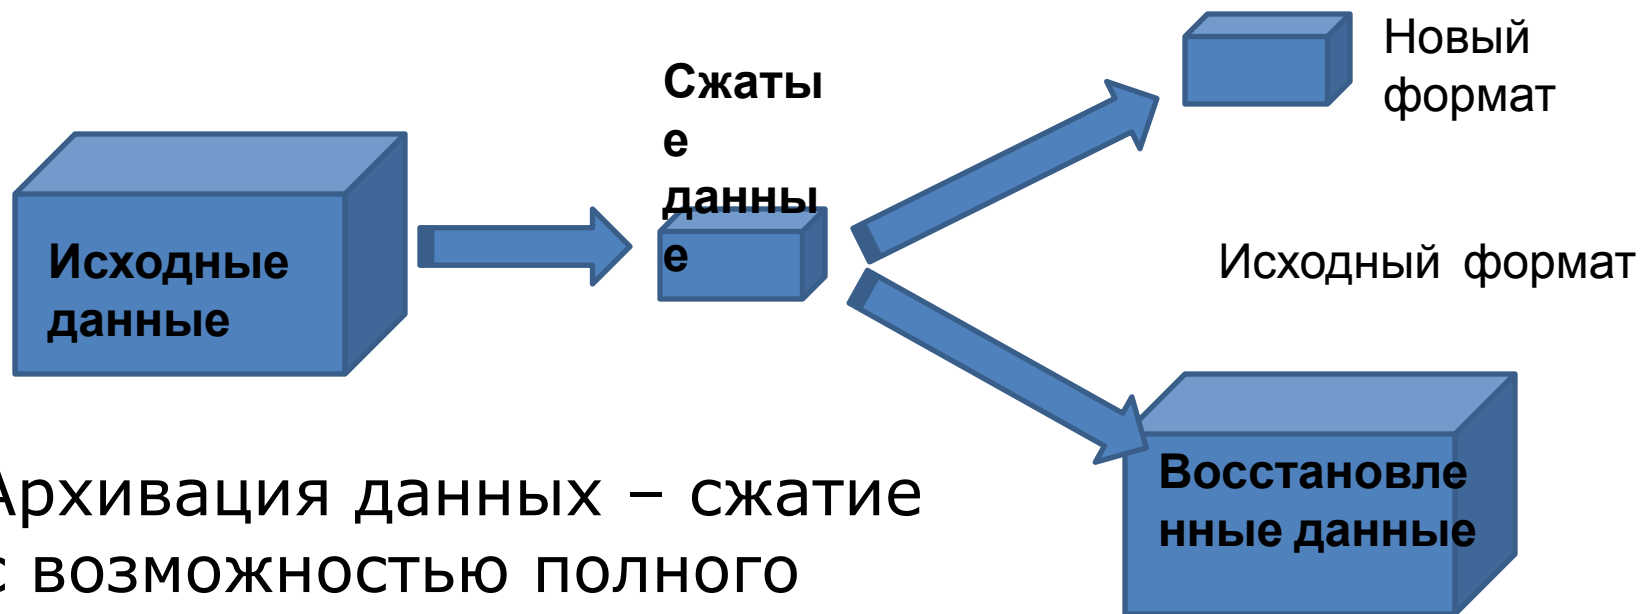 Новый
формат
Сжаты
е
данны
е
Исходные
данные
Исходный формат
Восстановле
нные данные
Архивация данных – сжатие
с возможностью полного